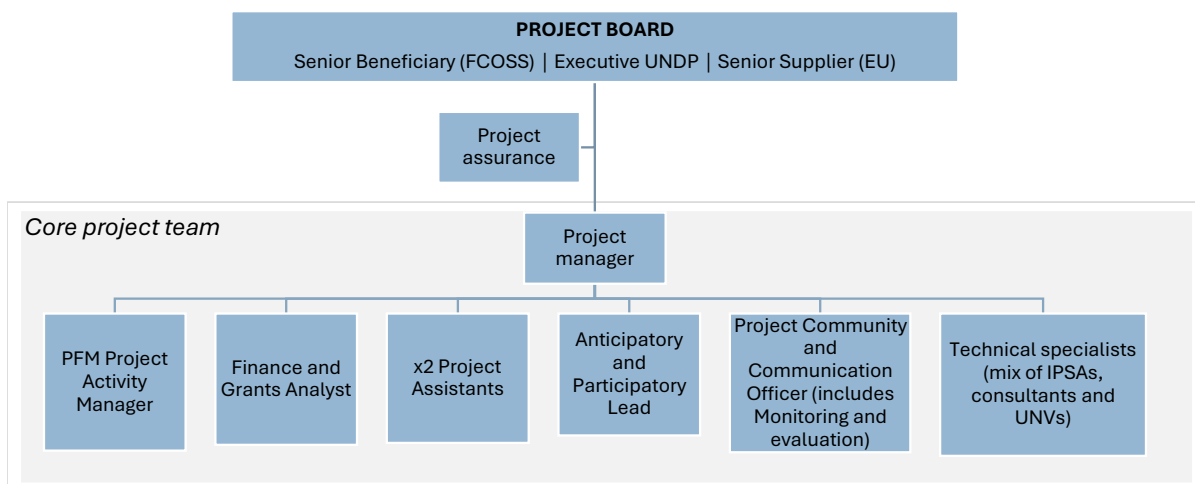 PROJECT BOARD
Senior Beneficiary (FCOSS) | Executive UNDP | Senior Supplier (EU)
Project
assurance
Core project team
Project
manager
PFM Project
Activity
Manager
Finance and
Grants Analyst
x2 Project
Assistants
Anticipatory
and
Participatory
Lead
Project Community
and
Communication
Officer (includes
Monitoring and
evaluation)
Technical specialists
(mix of IPSAs,
consultants and
UNVs)